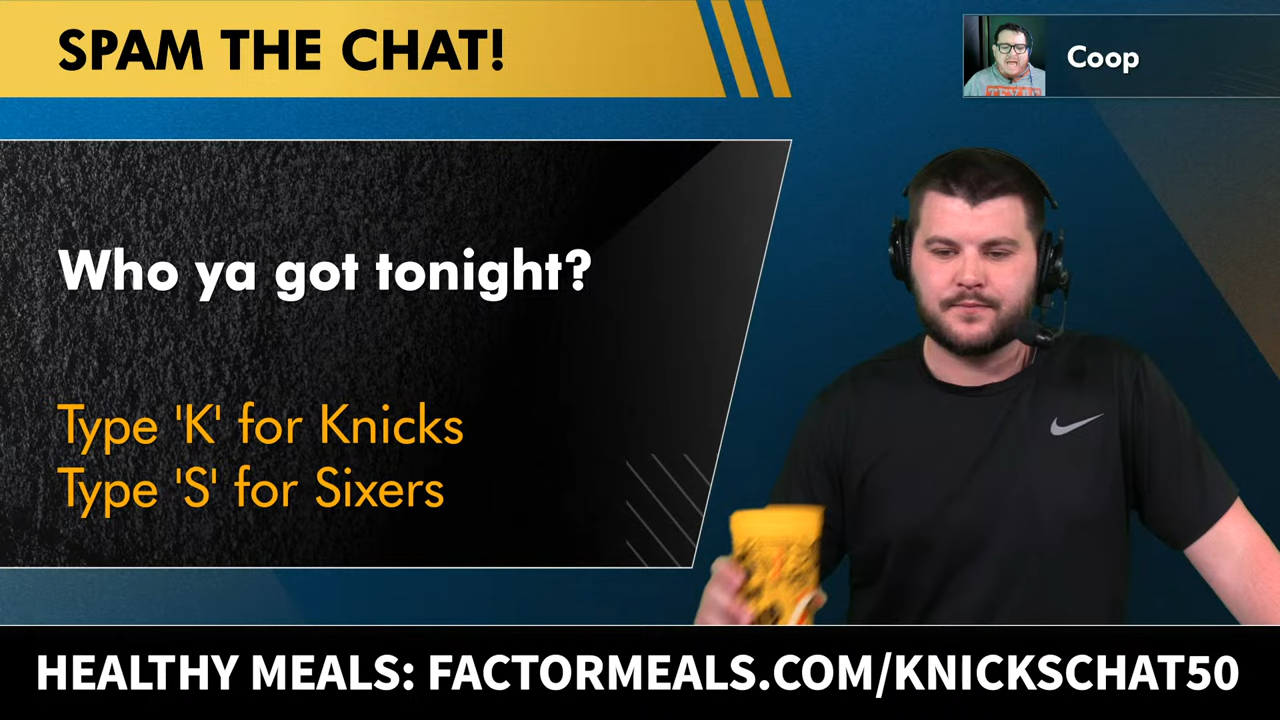 SPAM THE CHAT!
Coop
Who ya got tonight?
Type 'K' for Knicks
Type 'S' for Sixers
HEALTHY MEALS: FACTORMEALS.COM/KNICKSCHAT50